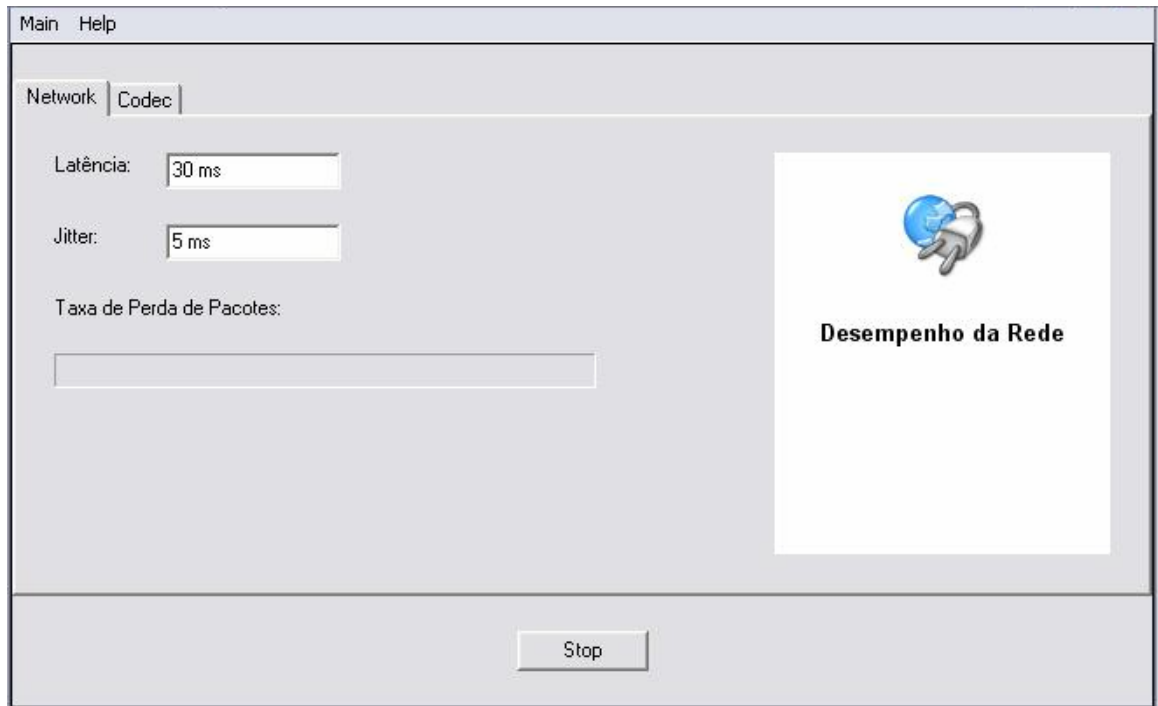 Main Help
Network Codec
Latência: 30 ms
Jitter: 5 ms
Taxa de Perda de Pacotes:
Desempenho da Rede
Stop